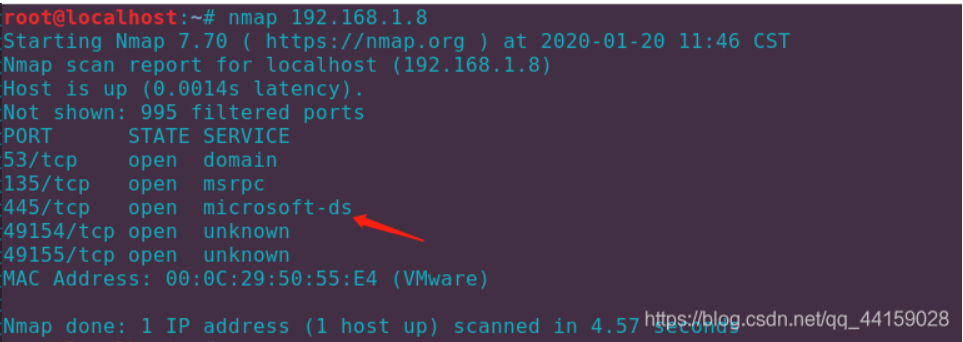 root@localhost:~# nmap 192.168.1.8
Starting Nmap 7.70 ( https://nmap.org ) at 2020-01-20 11:46 CST
Nmap scan report for localhost (192.168.1.8)
Host is up (0.0014s latency).
Not shown: 995 filtered ports
PORT      STATE SERVICE
53/tcp    open  domain
135/tcp   open  msrpc
445/tcp   open  microsoft-ds
49154/tcp open  unknown
49155/tcp open  unknown
MAC Address: 00:0C:29:50:55:E4 (VMware)
Nmap done: 1 IP address (1 host up) scanned in 4.57 seconds
https://blog.csdn.net/qq_44159028